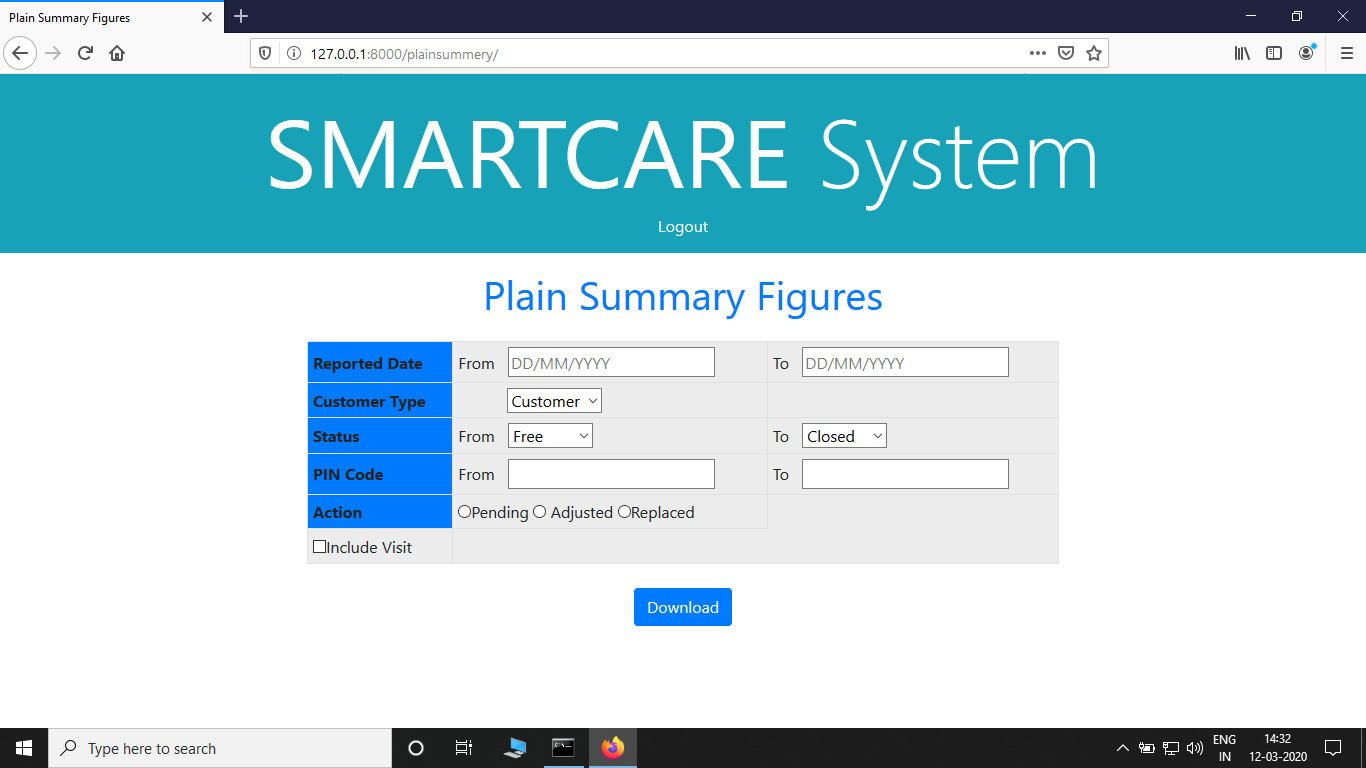 Plain Summary Figures
127.0.0.1:8000/plainsummery/
SMARTCARE System
Logout
Plain Summary Figures
Reported Date From DD/MM/YYYY To DD/MM/YYYY
Customer Type Customer
Status From Free To Closed
PIN Code From To
Action Pending Adjusted Replaced
Include Visit
Download
Type here to search
ENG
IN
14:32
12-03-2020